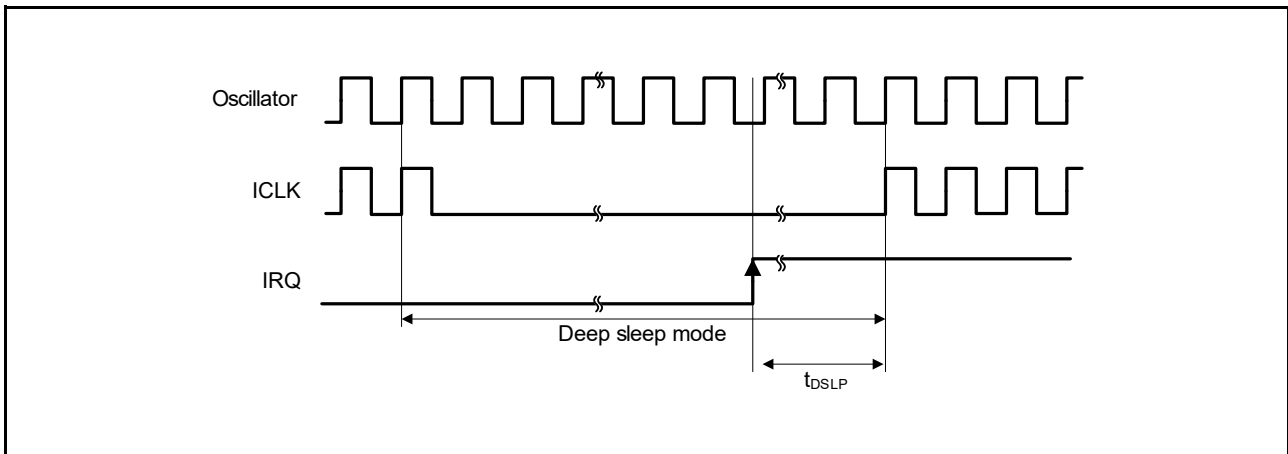 Oscillator
ICLK
IRQ
Deep sleep mode
tDSLP